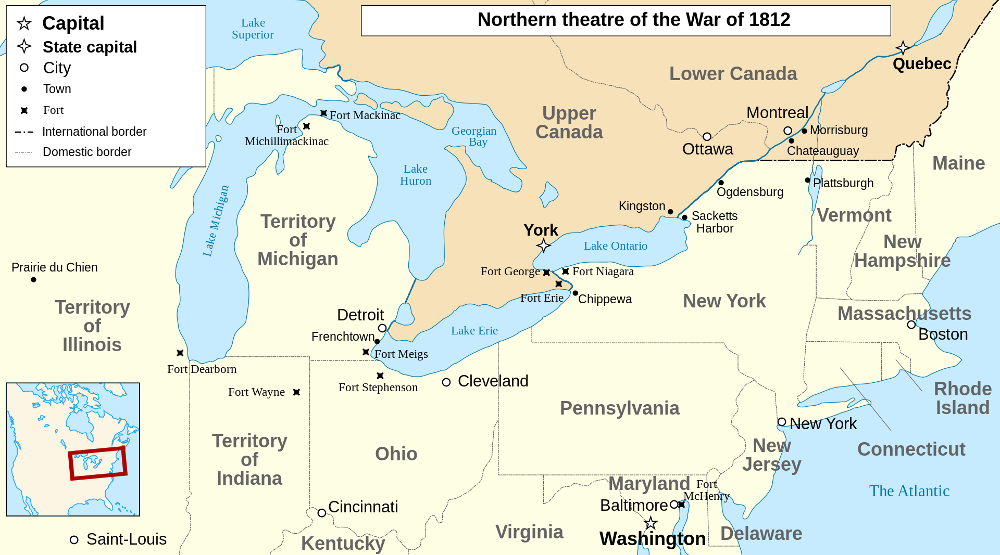 Northern theatre of the War of 1812
Capital
State capital
City
Town
Fort
International border
Domestic border
Lake
Superior
Quebec
Lower Canada
Upper
Canada
Montreal
Morrisburg
Chateauguay
Ottawa
Maine
Fort Mackinac
Fort
Michillimackinac
Georgian
Bay
Lake
Huron
Lake Michigan
Ogdensburg
Plattsburgh
Kingston
Sacketts
Harbor
Vermont
New
Hampshire
Territory
of
Michigan
York
Lake Ontario
Prairie du Chien
Fort George
Fort Niagara
Fort Erie
Chippewa
New York
Massachusetts
Boston
Territory
of
Illinois
Detroit
Frenchtown
Lake Erie
Fort Meigs
Fort Dearborn
Fort Wayne
Fort Stephenson
Cleveland
Pennsylvania
Rhode
Island
New York
New
Jersey
Connecticut
Territory
of
Indiana
Ohio
Maryland
Fort
McHenry
Baltimore
The Atlantic
Cincinnati
Washington
Virginia
Delaware
Saint-Louis
Kentucky